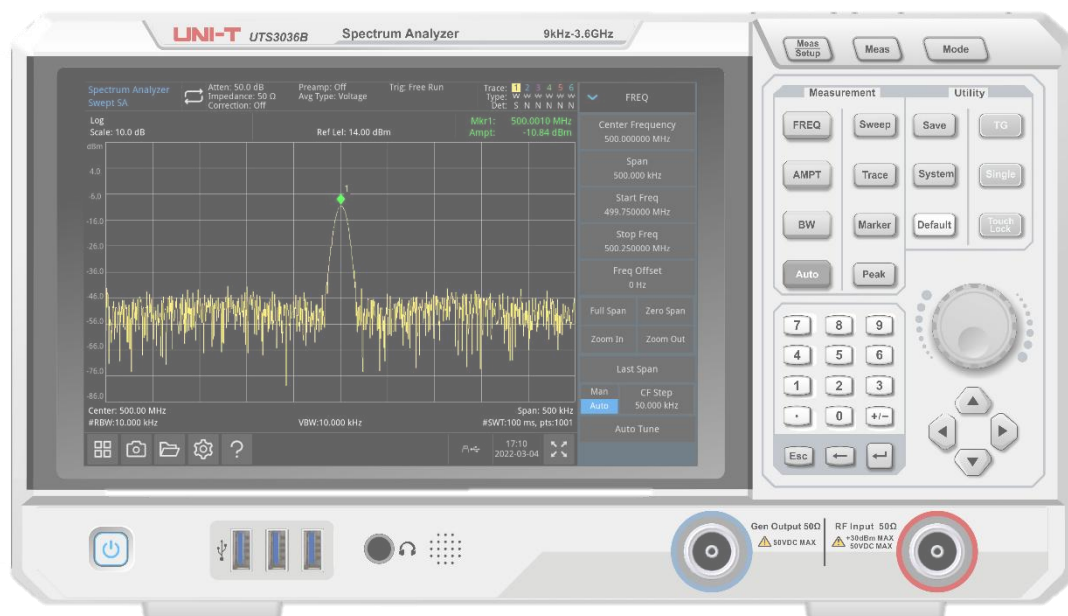 UNI-T UTS3036B Spectrum Analyzer 9kHz-3.6GHz
Spectrum Analyzer
Swept SA
Atten: 50.0 dB
Impedance: 50 Ω
Correction: Off
Preamp: Off
Avg Type: Voltage
Trig: Free Run
Trace: 1 2 3 4 5 6
Type: W W W W W W
Det: S N N N N N
Log
Scale: 10.0 dB
Ref Lel: 14.00 dBm
Mkr1: 500.0010 MHz
Ampt: -10.84 dBm
dBm
4.0
-6.0
-16.0
-26.0
-36.0
-46.0
-56.0
-66.0
-76.0
-86.0
1
Center: 500.00 MHz
Span: 500 kHz
#RBW:10.000 kHz
VBW:10.000 kHz
#SWT:100 ms, pts:1001
17:10
2022-03-04
FREQ
Center Frequency
500.000000 MHz
Span
500.000 kHz
Start Freq
499.750000 MHz
Stop Freq
500.250000 MHz
Freq Offset
0 Hz
Full Span Zero Span
Zoom In Zoom Out
Last Span
Man
Auto
CF Step
50.000 kHz
Auto Tune
Meas
Setup
Meas
Mode
Measurement
Utility
FREQ Sweep Save TG
AMPT Trace System Single
BW Marker Default Touch
Lock
Auto Peak
7 8 9
4 5 6
1 2 3
. 0 +/-
Esc
Gen Output 50Ω
50VDC MAX
RF Input 50Ω
+30dBm MAX
50VDC MAX